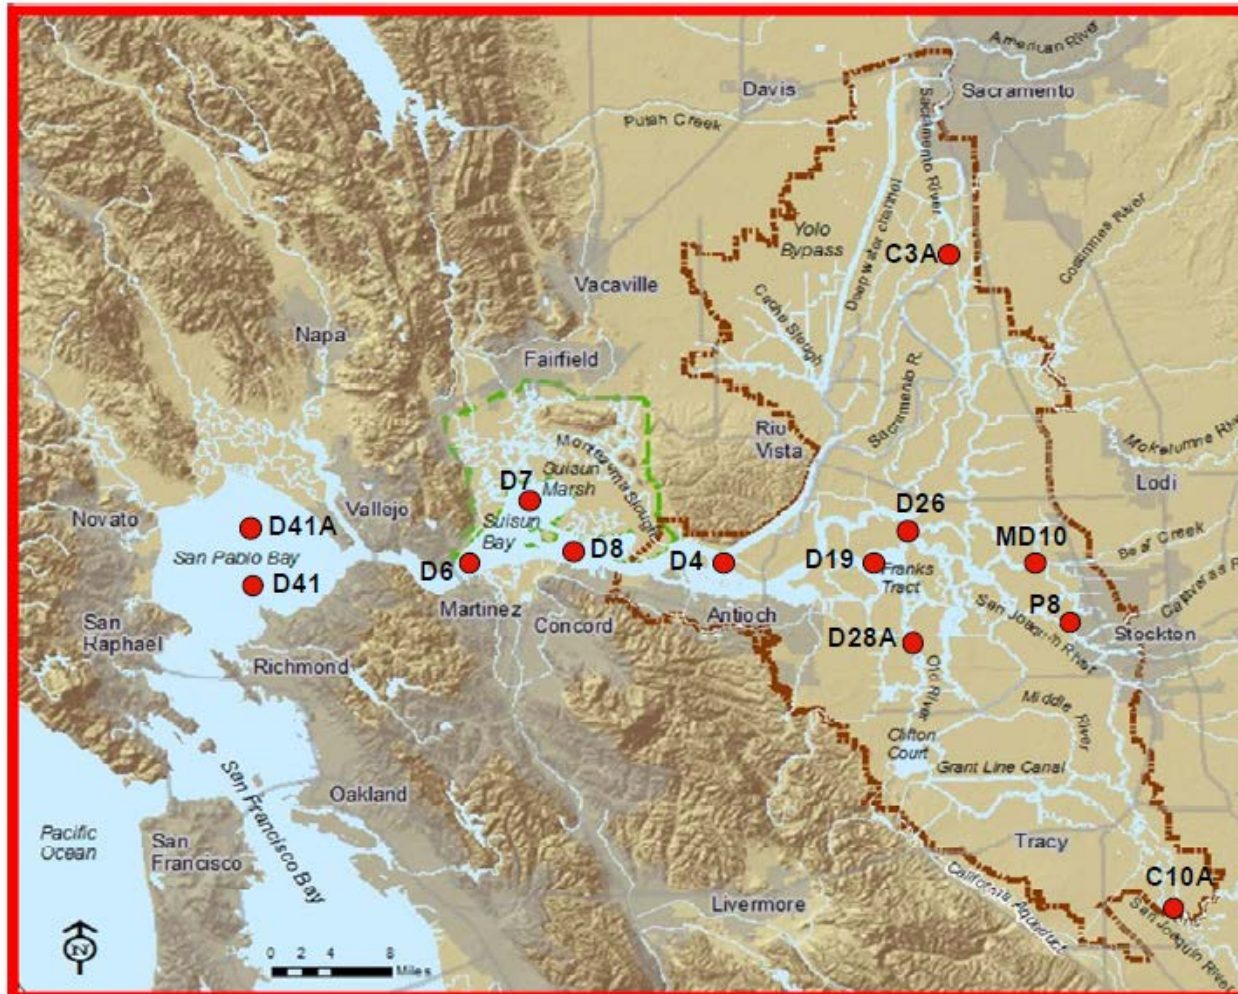 American River
Davis
Sacramento
Putah Creek
Sacramento River
Deep water channel
Yolo
Bypass
C3A
Cosumnes River
Vacaville
Cache Slough
Napa
Fairfield
Sacramento R.
Rio
Vista
Mokelumne Riv
Montezuma Slough
D7
Suisun
Marsh
Lodi
Vallejo
Novato
D41A
Suisun
Bay
D26
MD10
Bear Creek
San Pablo Bay
D8
D4
D19
Franks
Tract
D6
D41
Calaveras R
P8
Martinez
Antioch
San
Raphael
Concord
San Joaquin River
Stockton
D28A
Richmond
Old River
Middle River
Clifton
Court
Grant Line Canal
San Francisco Bay
Oakland
Pacific
Ocean
San
Francisco
Tracy
C10A
California Aqueduct
Livermore
San Joaquin River
N
0 2 4 8
Miles